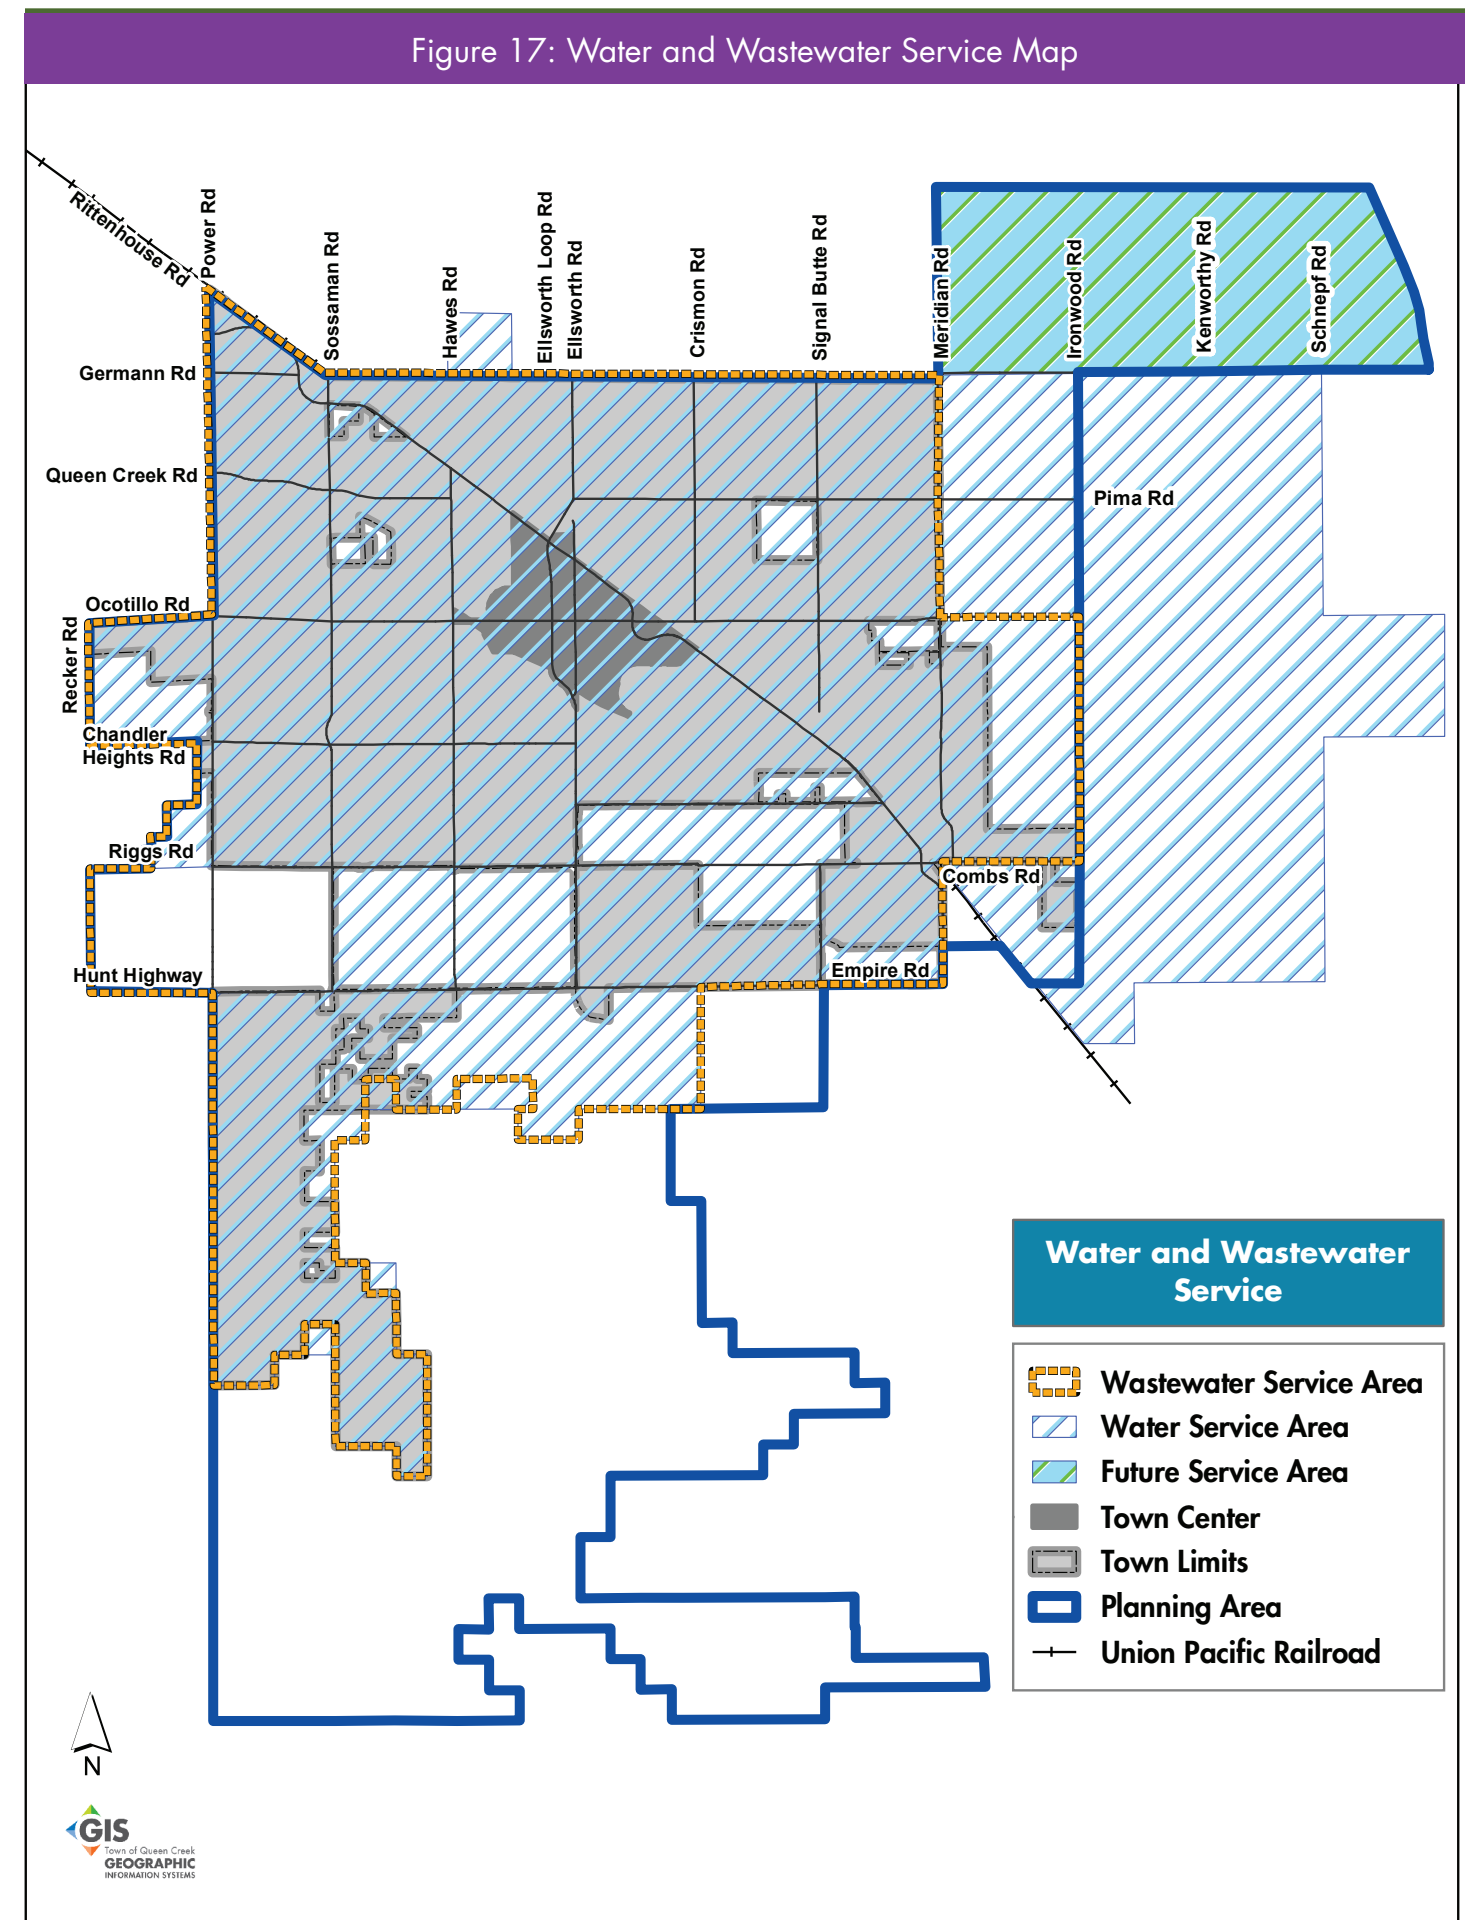 Figure 17: Water and Wastewater Service Map
Rittenhouse Rd
Power Rd
Sossaman Rd
Hawes Rd
Ellsworth Loop Rd
Ellsworth Rd
Crismon Rd
Signal Butte Rd
Meridian Rd
Ironwood Rd
Kenworthy Rd
Schnepf Rd
Germann Rd
Queen Creek Rd
Pima Rd
Ocotillo Rd
Recker Rd
Chandler
Heights Rd
Riggs Rd
Combs Rd
Hunt Highway
Empire Rd
Water and Wastewater
Service
Wastewater Service Area
Water Service Area
Future Service Area
Town Center
Town Limits
Planning Area
Union Pacific Railroad
N
GIS
Town of Queen Creek
GEOGRAPHIC
INFORMATION SYSTEMS